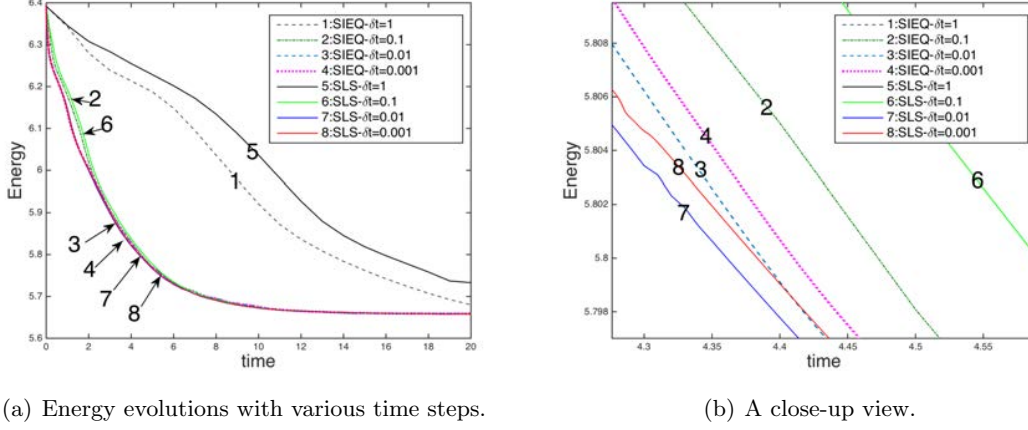 6.4
6.3
6.2
6.1
6
5.9
5.8
5.7
5.6
Energy
0 2 4 6 8 10 12 14 16 18 20
time
1:SIEQ-δt=1
2:SIEQ-δt=0.1
3:SIEQ-δt=0.01
4:SIEQ-δt=0.001
5:SLS-δt=1
6:SLS-δt=0.1
7:SLS-δt=0.01
8:SLS-δt=0.001
2
6
5
1
3
4
7
8
(a) Energy evolutions with various time steps.
5.808
5.806
5.804
5.802
5.8
5.798
Energy
4.3 4.35 4.4 4.45 4.5 4.55
time
1:SIEQ-δt=1
2:SIEQ-δt=0.1
3:SIEQ-δt=0.01
4:SIEQ-δt=0.001
5:SLS-δt=1
6:SLS-δt=0.1
7:SLS-δt=0.01
8:SLS-δt=0.001
2
4
8
3
6
7
(b) A close-up view.